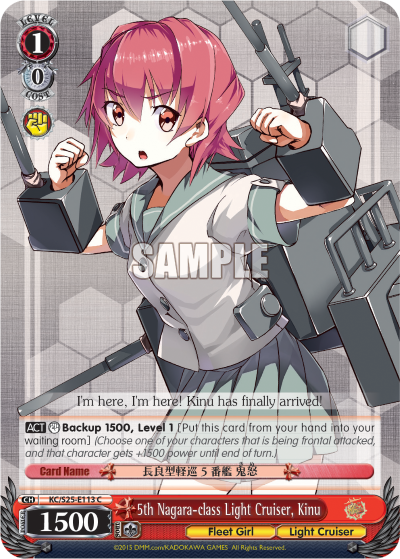 LEVEL
1
0
COST
SAMPLE
I'm here, I'm here! Kinu has finally arrived!
ACT Backup 1500, Level 1 [Put this card from your hand into your
waiting room] (Choose one of your characters that is being frontal attacked,
and that character gets +1500 power until end of turn.)
Card Name
長良型軽巡5番艦 鬼怒
CH KC/S25-E113 C
5th Nagara-class Light Cruiser, Kinu
POWER
1500
SOUL
Fleet Girl
Light Cruiser
©2015 DMM.com/KADOKAWA GAMES All Rights Reserved.